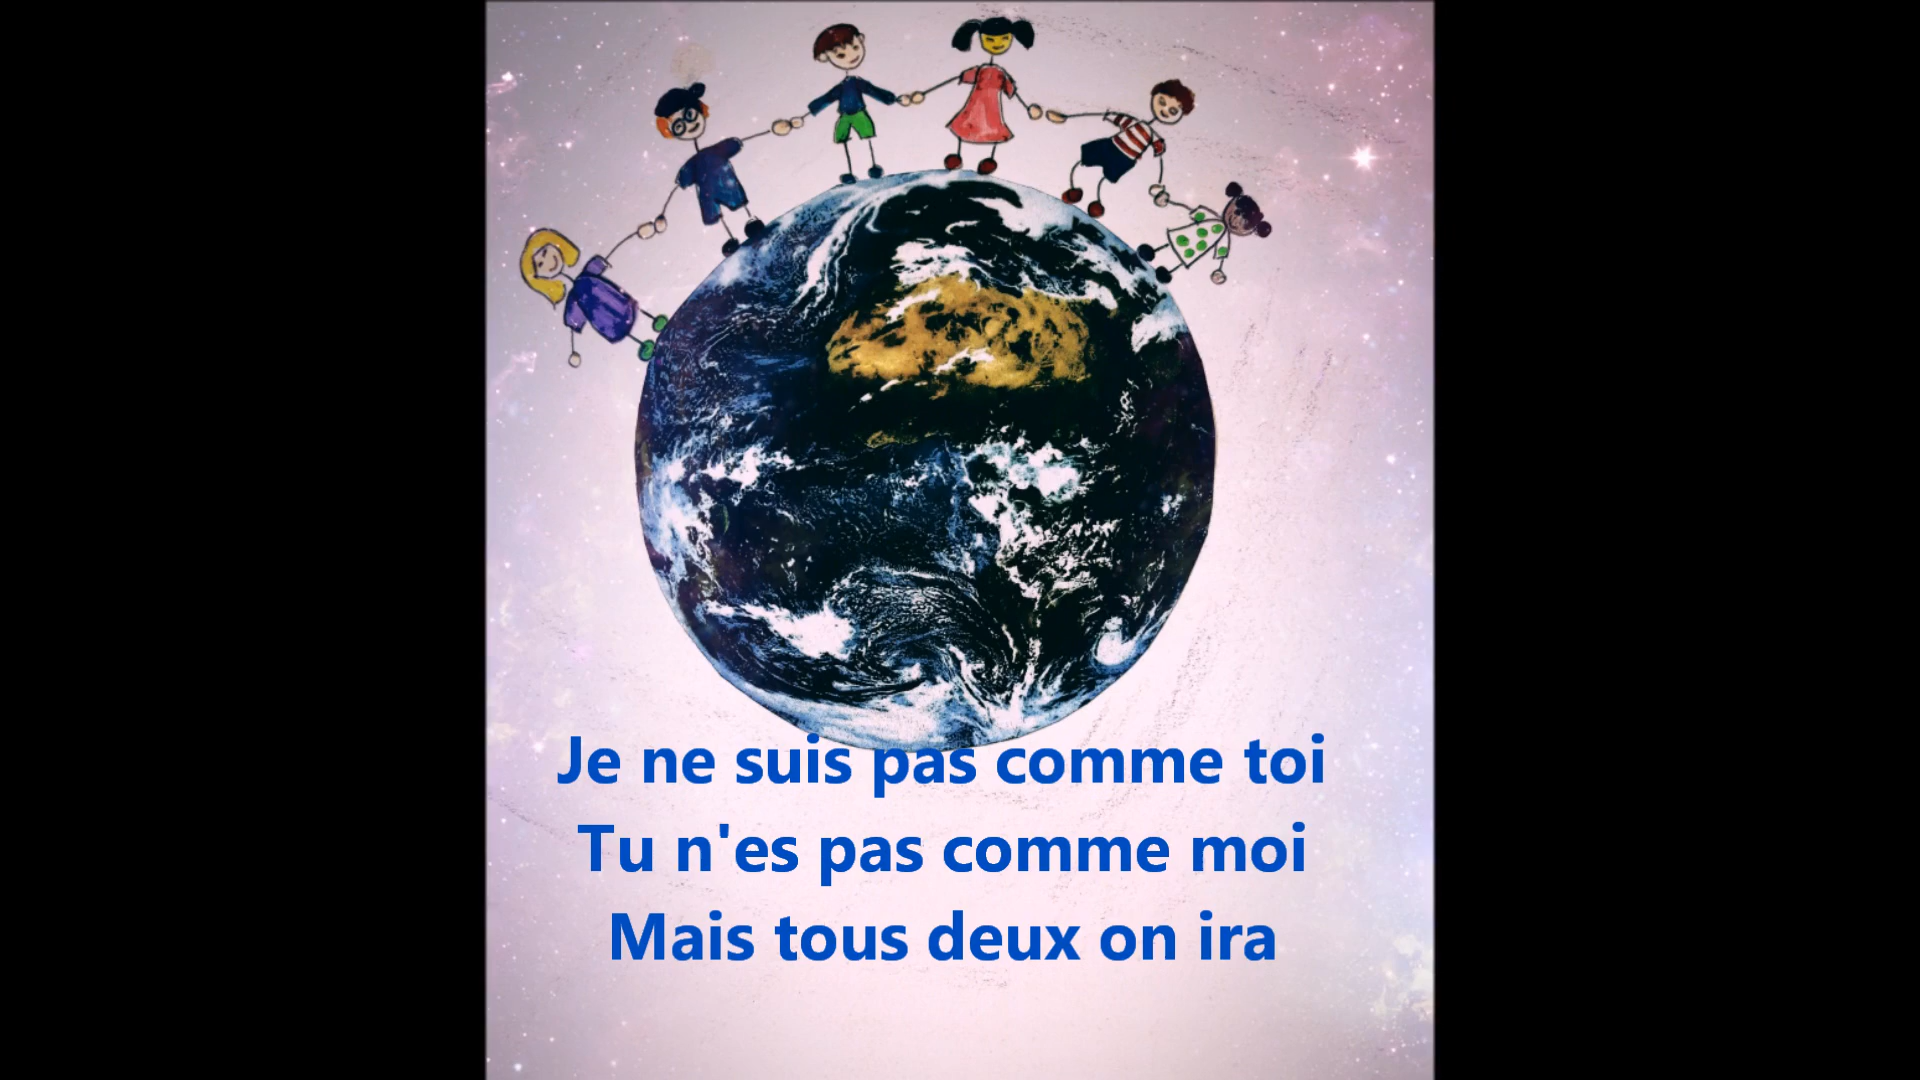 Je ne suis pas comme toi
Tu n'es pas comme moi
Mais tous deux on ira